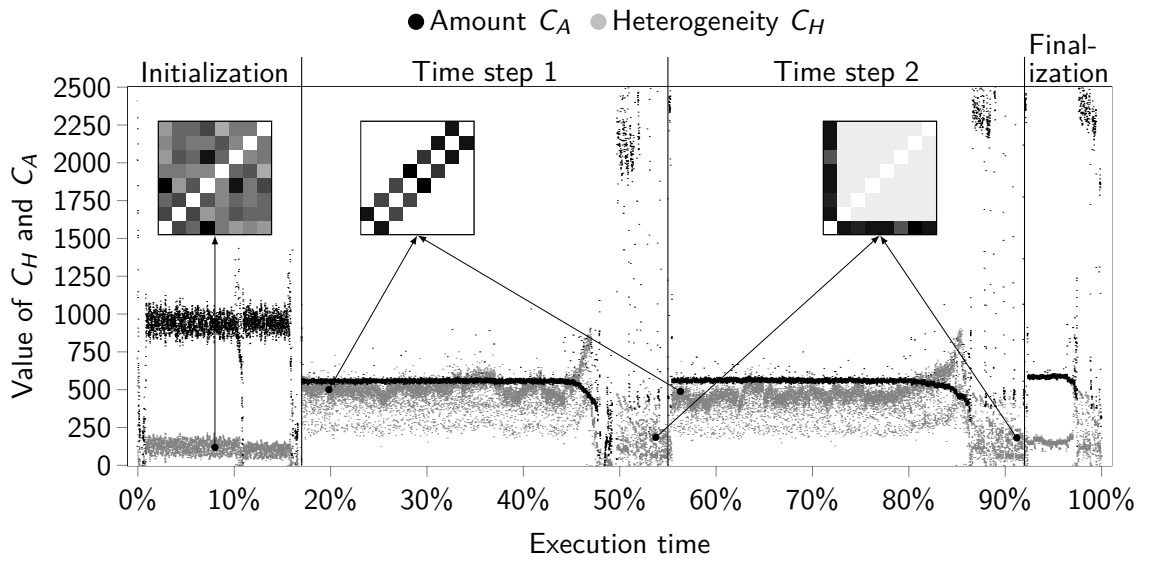 Amount C_A Heterogeneity C_H
Initialization Time step 1 Time step 2 Final-
ization
Value of C_H and C_A
2500
2250
2000
1750
1500
1250
1000
750
500
250
0
0% 10% 20% 30% 40% 50% 60% 70% 80% 90% 100%
Execution time